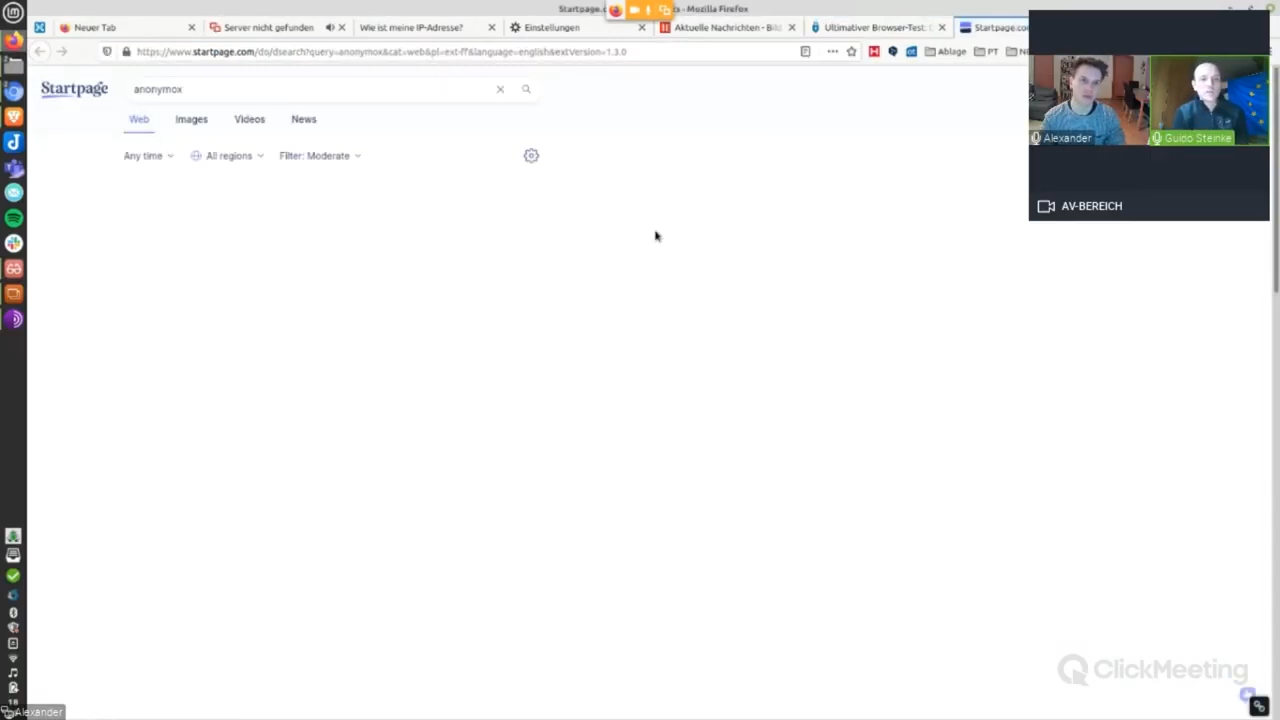 Startpage.c
s - Mozilla Firefox
Neuer Tab
Server nicht gefunden
Wie ist meine IP-Adresse?
Einstellungen
Aktuelle Nachrichten - Bild
Ultimativer Browser-Test: D
Startpage.co
https://www.startpage.com/do/dsearch?query=anonymox&cat=web&pl=ext-ff&language=english&extVersion=1.3.0
Ablage
PT
Startpage
anonymox
Web
Images
Videos
News
Any time
All regions
Filter: Moderate
Alexander
Guido Steinke
AV-BEREICH
ClickMeeting
18
Alexander